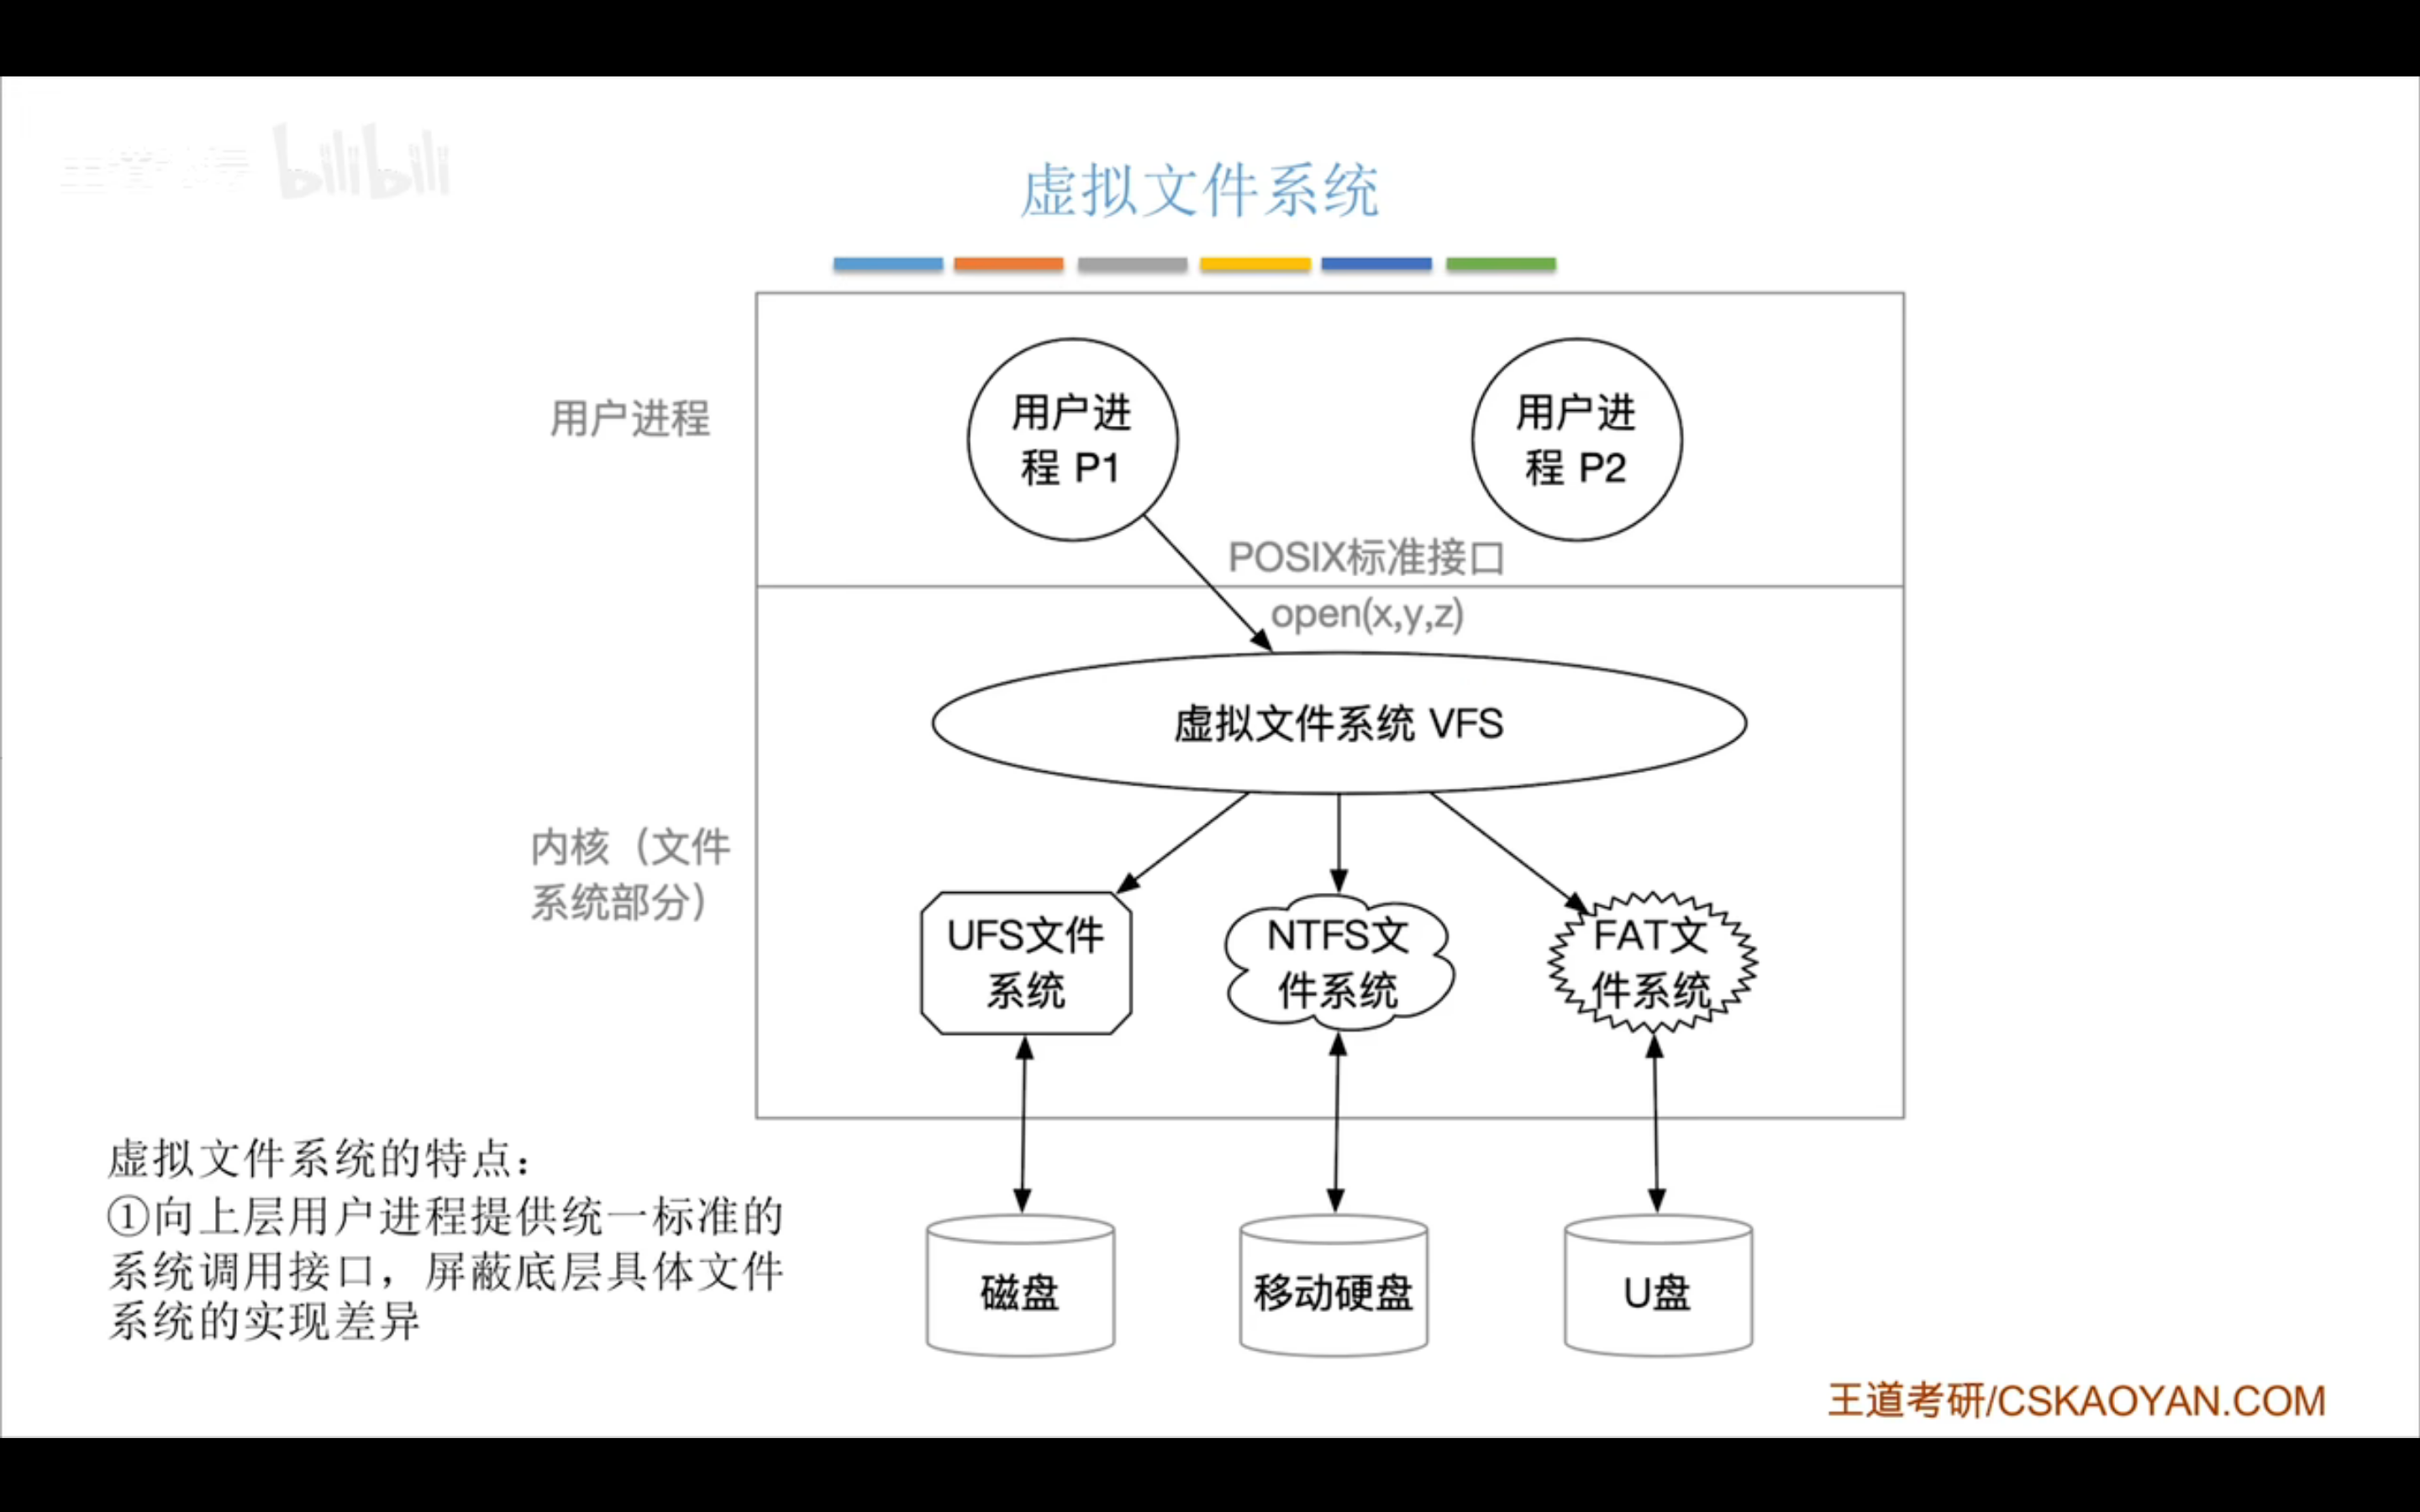 bilibili
虚拟文件系统
用户进程
用户进
程 P1
用户进
程 P2
POSIX标准接口
open(x,y,z)
虚拟文件系统 VFS
内核（文件
系统部分）
UFS文件
系统
NTFS文
件系统
FAT文
件系统
磁盘
移动硬盘
U盘
虚拟文件系统的特点：
①向上层用户进程提供统一标准的
系统调用接口，屏蔽底层具体文件
系统的实现差异
王道考研/CSKAOYAN.COM